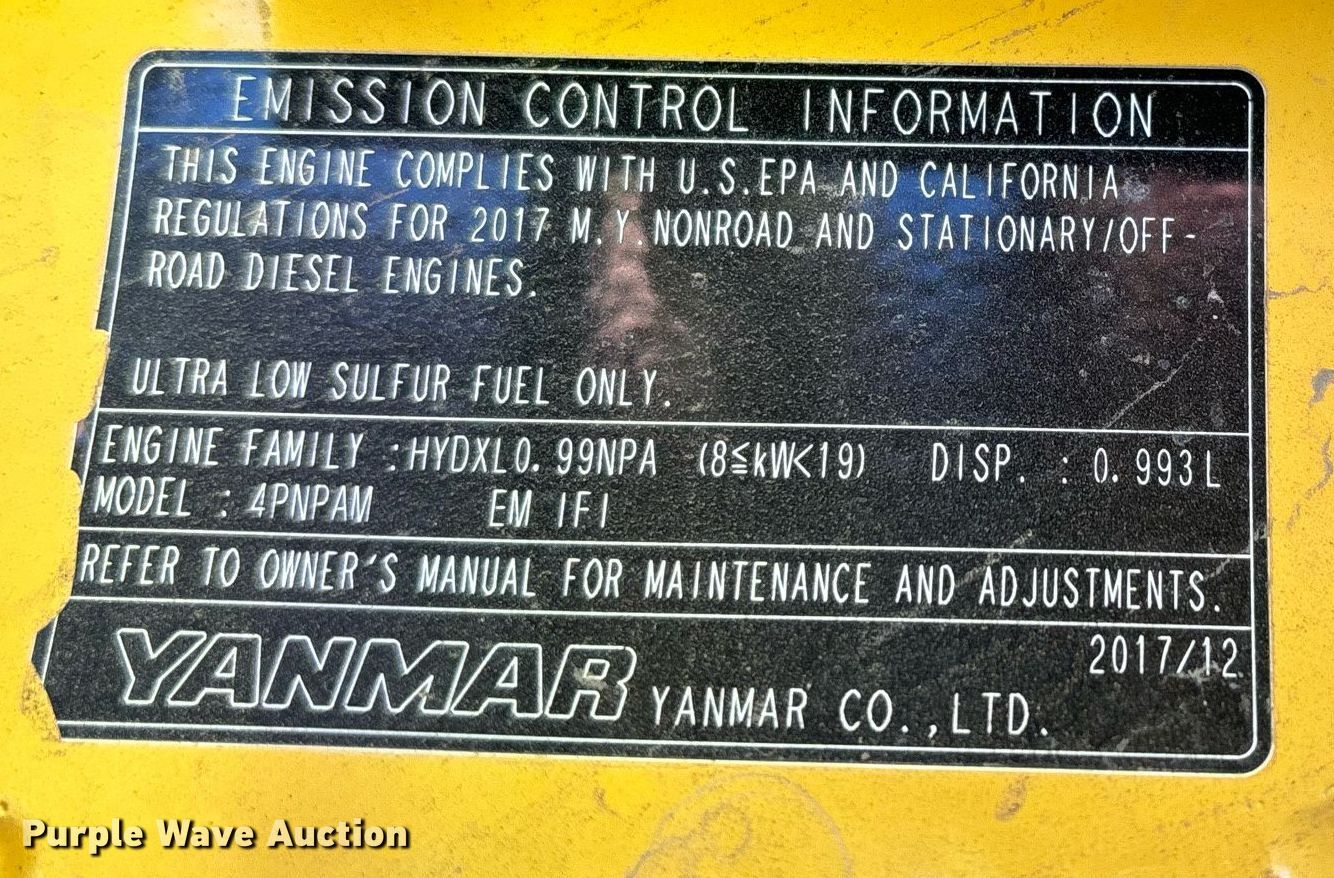 EMISSION CONTROL INFORMATION
THIS ENGINE COMPLIES WITH U.S.EPA AND CALIFORNIA
REGULATIONS FOR 2017 M.Y.NONROAD AND STATIONARY/OFF-
ROAD DIESEL ENGINES.
ULTRA LOW SULFUR FUEL ONLY.
ENGINE FAMILY :HYDXL0.99NPA (8≦kW<19) DISP. : 0.993L
MODEL : 4PNPAM EM IFI
REFER TO OWNER'S MANUAL FOR MAINTENANCE AND ADJUSTMENTS.
2017/12
YANMAR YANMAR CO.,LTD.
Purple Wave Auction